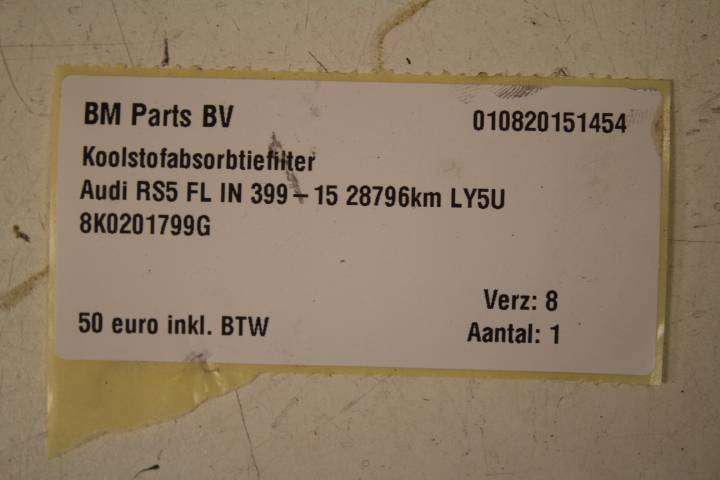 BM Parts BV 010820151454
Koolstofabsorbtiefilter
Audi RS5 FL IN 399-15 28796km LY5U
8K0201799G
Verz: 8
50 euro inkl. BTW Aantal: 1